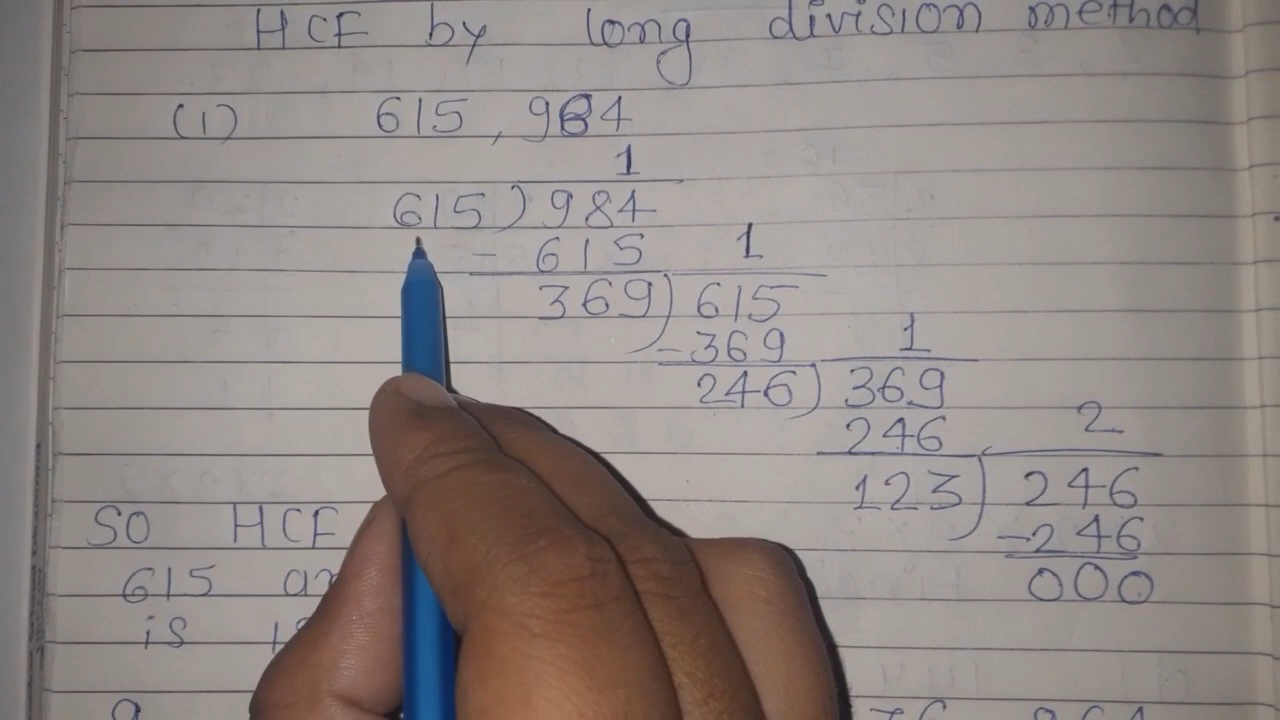 HCF by long division method
(1) 615, 984
1
615) 984
- 615 1
369) 615
- 369 1
246) 369
246 2
123) 246
- 246
000
SO HCF
615
is